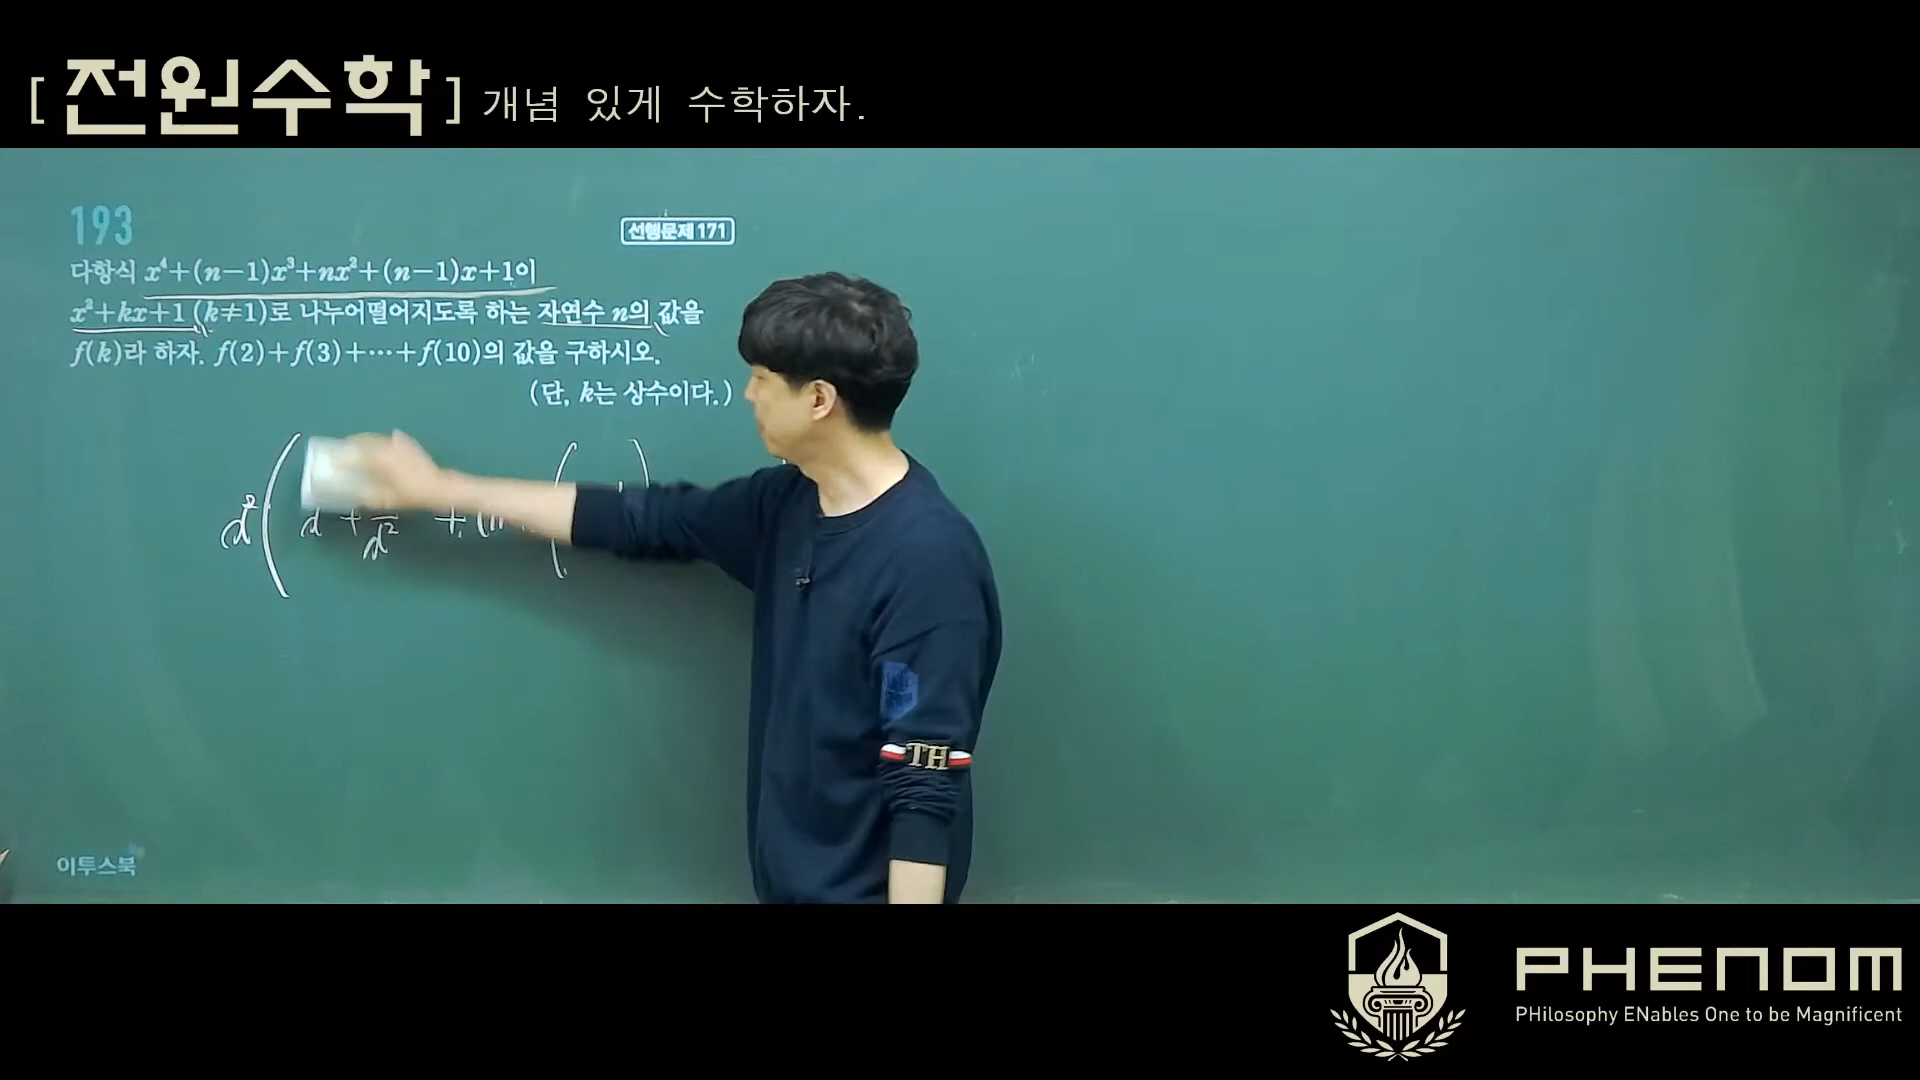 [전원수학] 개념 있게 수학하자.
193
선행문제 171
다항식 x⁴+(n−1)x³+nx²+(n−1)x+1이
x²+kx+1 (k≠1)로 나누어떨어지도록 하는 자연수 n의 값을
f(k)라 하자. f(2)+f(3)+⋯+f(10)의 값을 구하시오.
(단, k는 상수이다.)
TH
이투스북
PHENOM
PHilosophy ENables One to be Magnificent